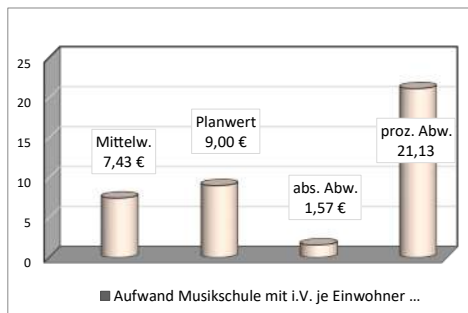 25
20
15
10
5
0
Mittelw.
7,43 €
Planwert
9,00 €
abs. Abw.
1,57 €
proz. Abw.
21,13
Aufwand Musikschule mit i.V. je Einwohner ...